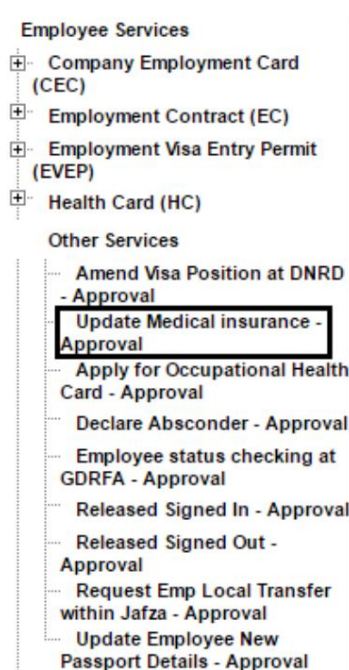 Employee Services
Company Employment Card
(CEC)
Employment Contract (EC)
Employment Visa Entry Permit
(EVEP)
Health Card (HC)
Other Services
Amend Visa Position at DNRD
- Approval
Update Medical insurance -
Approval
Apply for Occupational Health
Card - Approval
Declare Absconder - Approval
Employee status checking at
GDRFA - Approval
Released Signed In - Approval
Released Signed Out -
Approval
Request Emp Local Transfer
within Jafza - Approval
Update Employee New
Passport Details - Approval